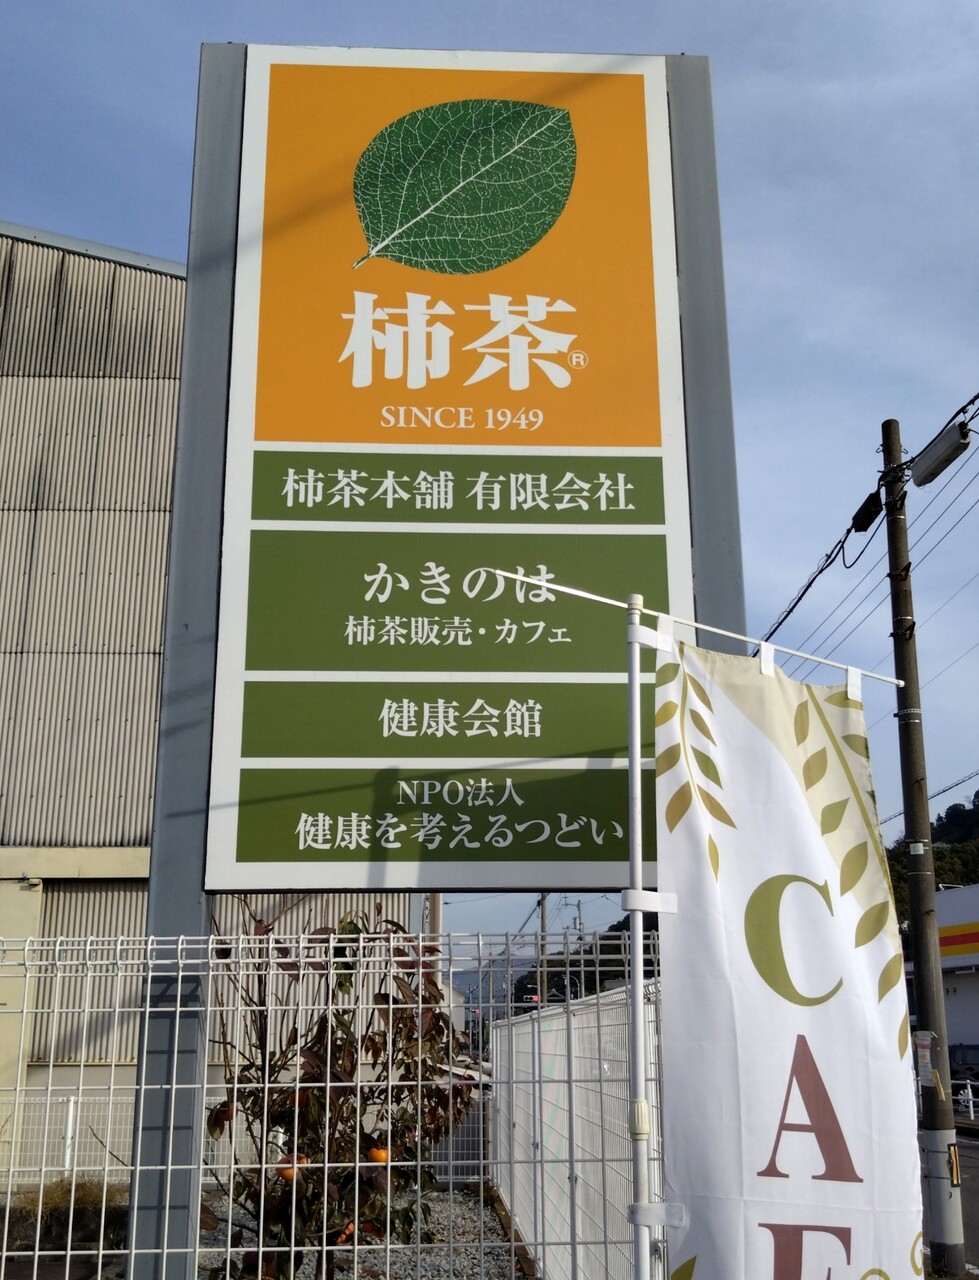 柿茶®
SINCE 1949
柿茶本舗 有限会社
かきのは
柿茶販売・カフェ
健康会館
NPO法人
健康を考えるつどい
CAF